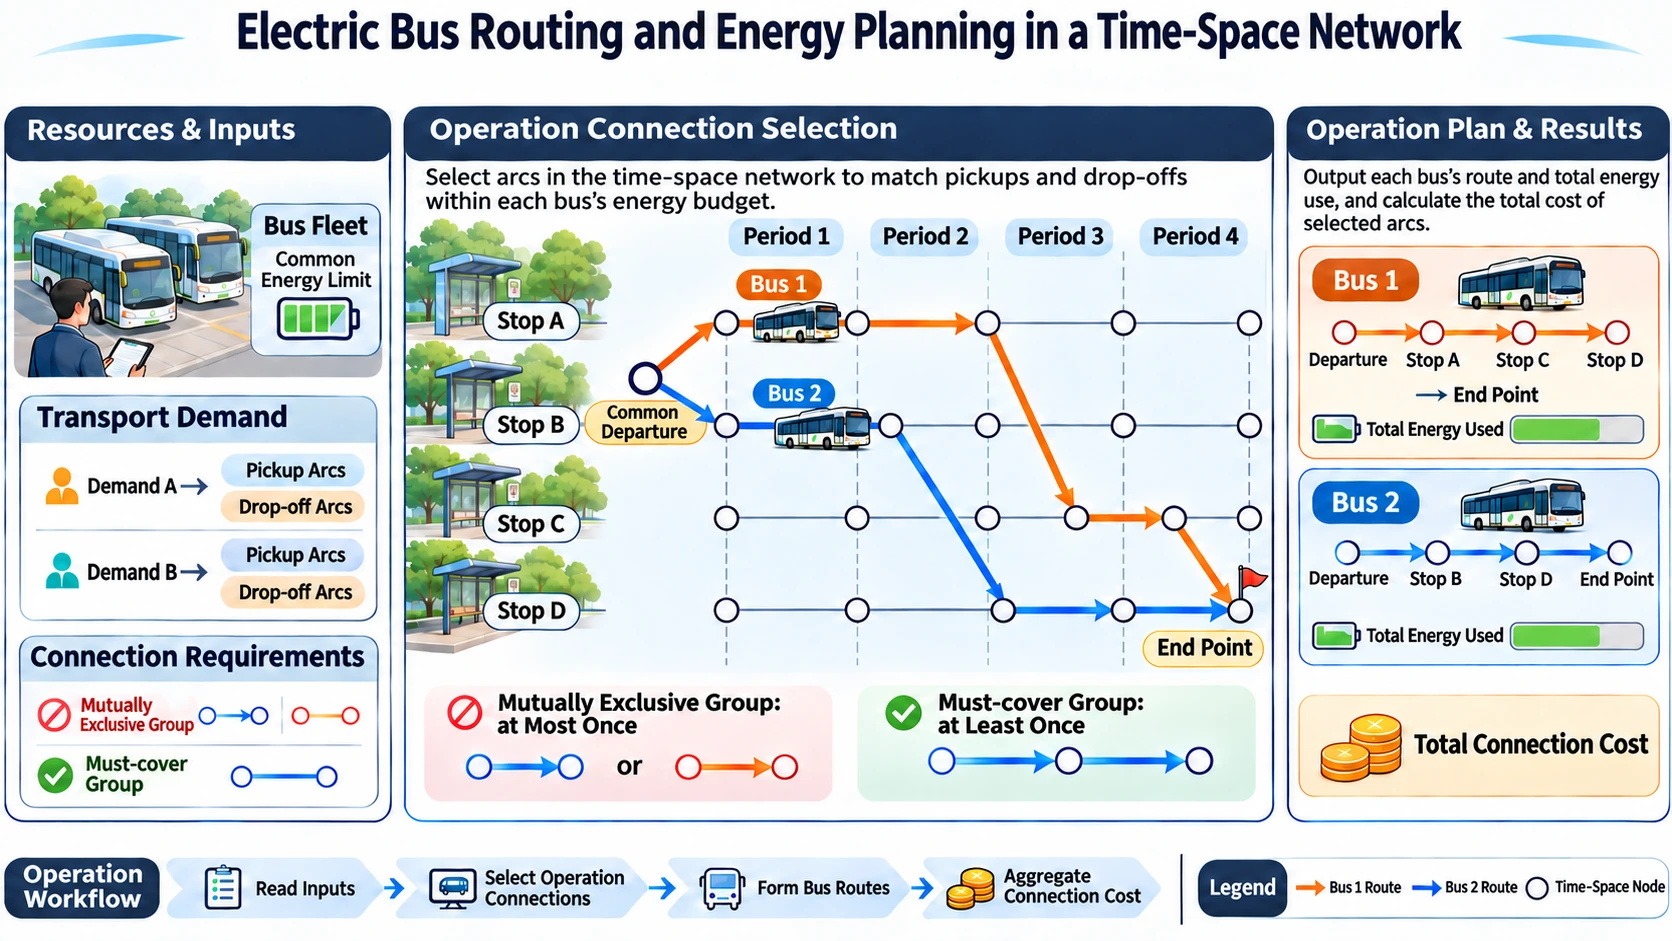 Electric Bus Routing and Energy Planning in a Time-Space Network
Resources & Inputs
Bus Fleet
Common
Energy Limit
Transport Demand
Demand A
Pickup Arcs
Drop-off Arcs
Demand B
Pickup Arcs
Drop-off Arcs
Connection Requirements
Mutually
Exclusive Group
Must-cover
Group
Operation Connection Selection
Select arcs in the time-space network to match pickups and drop-offs
within each bus's energy budget.
Period 1
Period 2
Period 3
Period 4
Bus 1
Stop A
Bus 2
Common
Departure
Stop B
Stop C
Stop D
End Point
Mutually Exclusive Group:
at Most Once
or
Must-cover Group:
at Least Once
Operation Plan & Results
Output each bus's route and total energy
use, and calculate the total cost of
selected arcs.
Bus 1
Departure
Stop A
Stop C
Stop D
End Point
Total Energy Used
Bus 2
Departure
Stop B
Stop D
End Point
Total Energy Used
Total Connection Cost
Operation
Workflow
Read Inputs
Select Operation
Connections
Form Bus Routes
Aggregate
Connection Cost
Legend
Bus 1 Route
Bus 2 Route
Time-Space Node